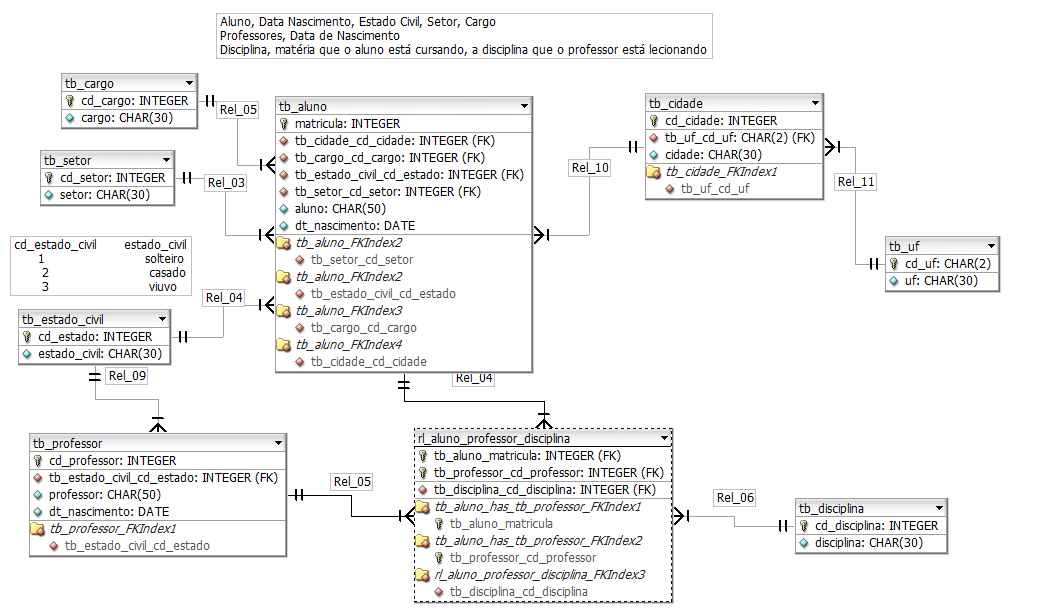 Aluno, Data Nascimento, Estado Civil, Setor, Cargo
Professores, Data de Nascimento
Disciplina, matéria que o aluno está cursando, a disciplina que o professor está lecionando
tb_cargo
cd_cargo: INTEGER
cargo: CHAR(30)
Rel_05
tb_setor
cd_setor: INTEGER
setor: CHAR(30)
Rel_03
cd_estado_civil estado_civil
1 solteiro
2 casado
3 viuvo
Rel_04
tb_estado_civil
cd_estado: INTEGER
estado_civil: CHAR(30)
Rel_09
tb_aluno
matricula: INTEGER
tb_cidade_cd_cidade: INTEGER (FK)
tb_cargo_cd_cargo: INTEGER (FK)
tb_estado_civil_cd_estado: INTEGER (FK)
tb_setor_cd_setor: INTEGER (FK)
aluno: CHAR(50)
dt_nascimento: DATE
tb_aluno_FKIndex2
tb_setor_cd_setor
tb_aluno_FKIndex2
tb_estado_civil_cd_estado
tb_aluno_FKIndex3
tb_cargo_cd_cargo
tb_aluno_FKIndex4
tb_cidade_cd_cidade
Rel_10
tb_cidade
cd_cidade: INTEGER
tb_uf_cd_uf: CHAR(2) (FK)
cidade: CHAR(30)
tb_cidade_FKIndex1
tb_uf_cd_uf
Rel_11
tb_uf
cd_uf: CHAR(2)
uf: CHAR(30)
Rel_04
tb_professor
cd_professor: INTEGER
tb_estado_civil_cd_estado: INTEGER (FK)
professor: CHAR(50)
dt_nascimento: DATE
tb_professor_FKIndex1
tb_estado_civil_cd_estado
Rel_05
rl_aluno_professor_disciplina
tb_aluno_matricula: INTEGER (FK)
tb_professor_cd_professor: INTEGER (FK)
tb_disciplina_cd_disciplina: INTEGER (FK)
tb_aluno_has_tb_professor_FKIndex1
tb_aluno_matricula
tb_aluno_has_tb_professor_FKIndex2
tb_professor_cd_professor
rl_aluno_professor_disciplina_FKIndex3
tb_disciplina_cd_disciplina
Rel_06
tb_disciplina
cd_disciplina: INTEGER
disciplina: CHAR(30)